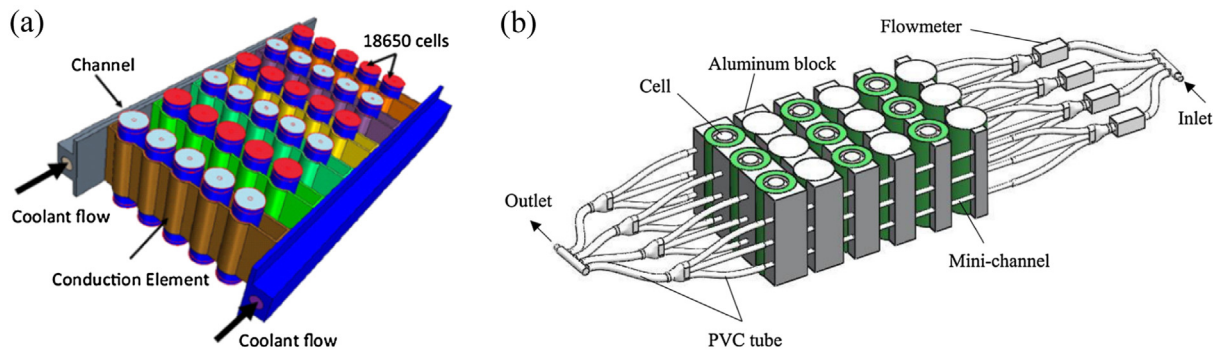 (a)
18650 cells
Channel
Coolant flow
Conduction Element
Coolant flow
(b)
Flowmeter
Aluminum block
Cell
Inlet
Outlet
Mini-channel
PVC tube